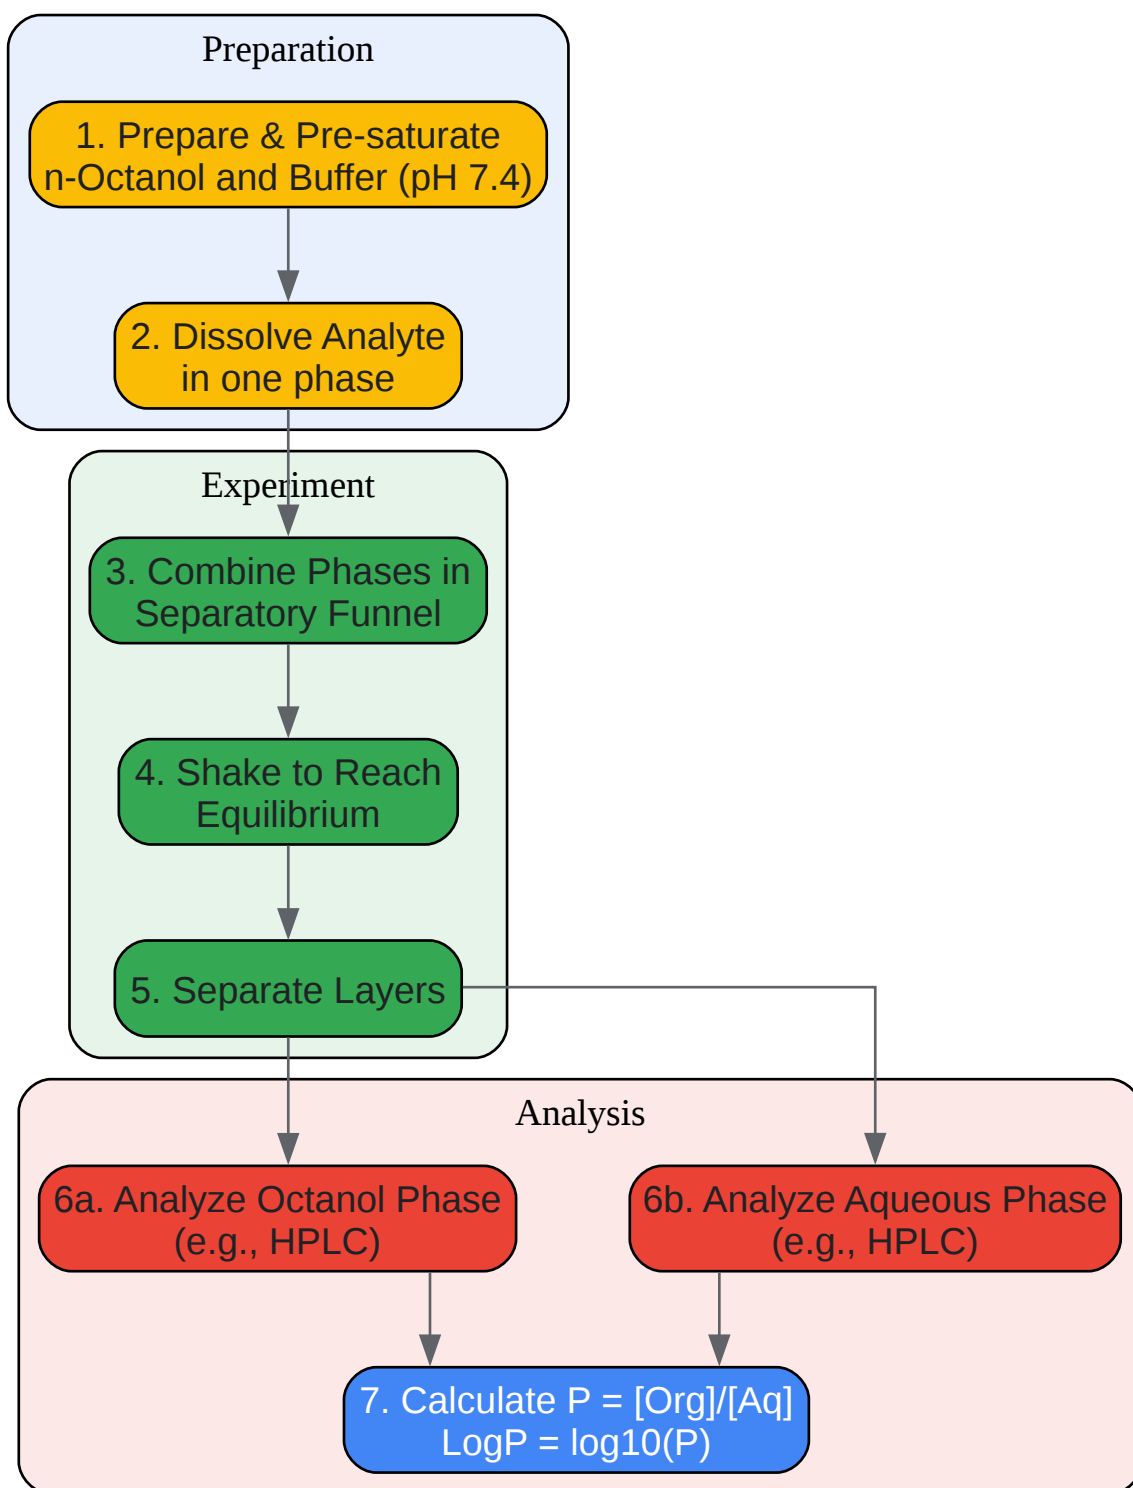 Preparation
1. Prepare & Pre-saturate
n-Octanol and Buffer (pH 7.4)
2. Dissolve Analyte
in one phase
Experiment
3. Combine Phases in
Separatory Funnel
4. Shake to Reach
Equilibrium
5. Separate Layers
Analysis
6a. Analyze Octanol Phase
(e.g., HPLC)
6b. Analyze Aqueous Phase
(e.g., HPLC)
7. Calculate P = [Org]/[Aq]
LogP = log10(P)